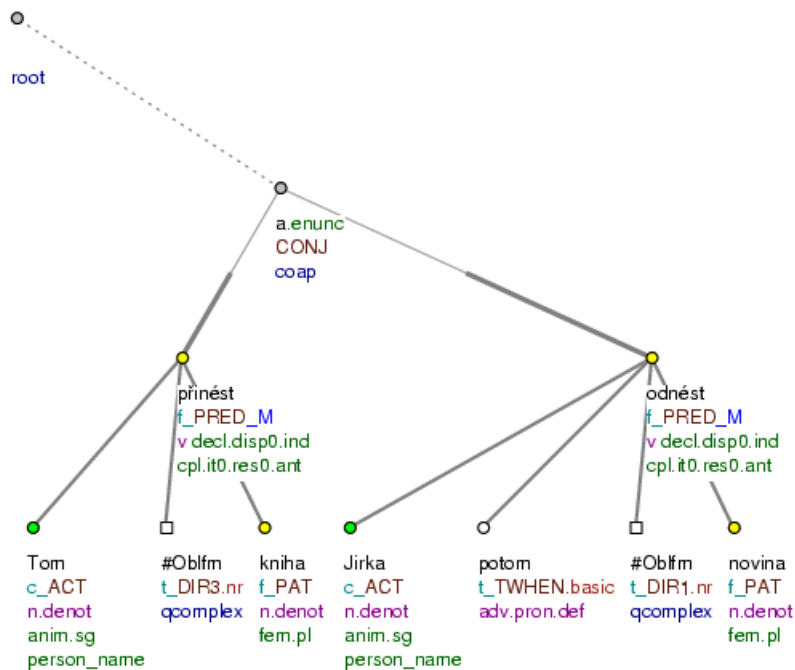 root
a.enunc
CONJ
coap
přinést
f_PRED_M
v decl.disp0.ind
cpl.it0.res0.ant
odnést
f_PRED_M
v decl.disp0.ind
cpl.it0.res0.ant
Tom
c_ACT
n.denot
anim.sg
person_name
#Oblfm
t_DIR3.nr
qcomplex
kniha
f_PAT
n.denot
fem.pl
Jirka
c_ACT
n.denot
anim.sg
person_name
potom
t_TWHEN.basic
adv.pron.def
#Oblfm
t_DIR1.nr
qcomplex
novina
f_PAT
n.denot
fem.pl